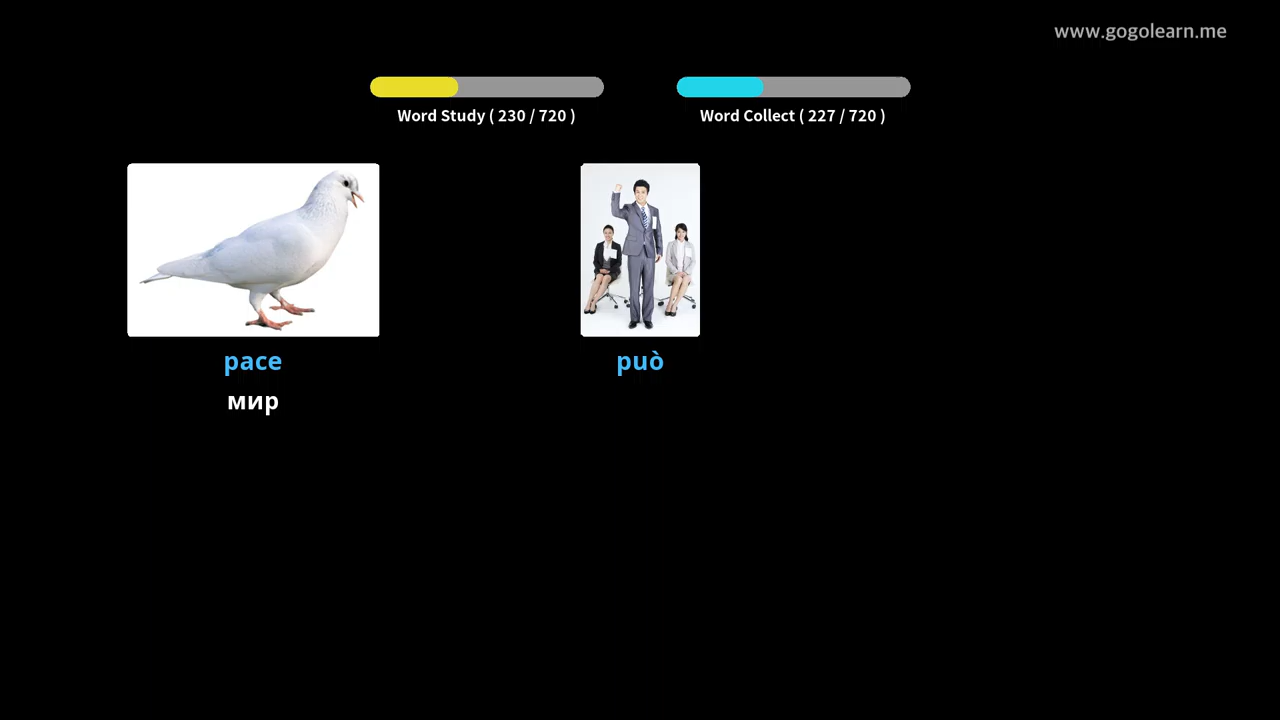 www.gogolearn.me
Word Study ( 230 / 720 )
Word Collect ( 227 / 720 )
pace
può
мир